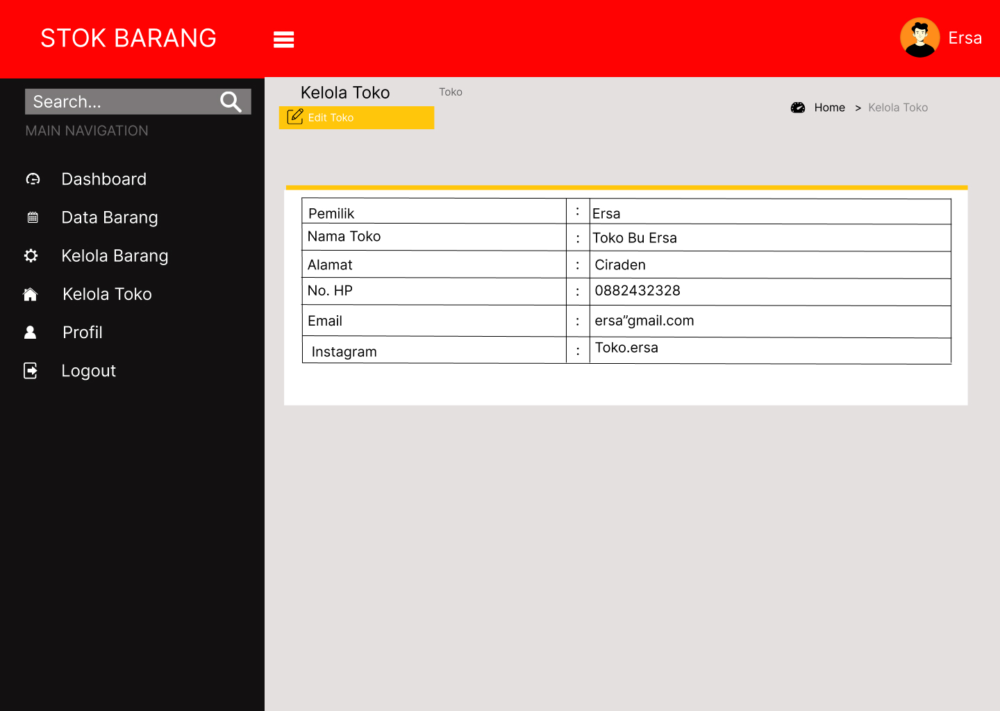 STOK BARANG
Ersa
Search...
MAIN NAVIGATION
Dashboard
Data Barang
Kelola Barang
Kelola Toko
Profil
Logout
Kelola Toko Toko
Edit Toko
Home > Kelola Toko
Pemilik : Ersa
Nama Toko : Toko Bu Ersa
Alamat : Ciraden
No. HP : 0882432328
Email : ersa”gmail.com
Instagram : Toko.ersa